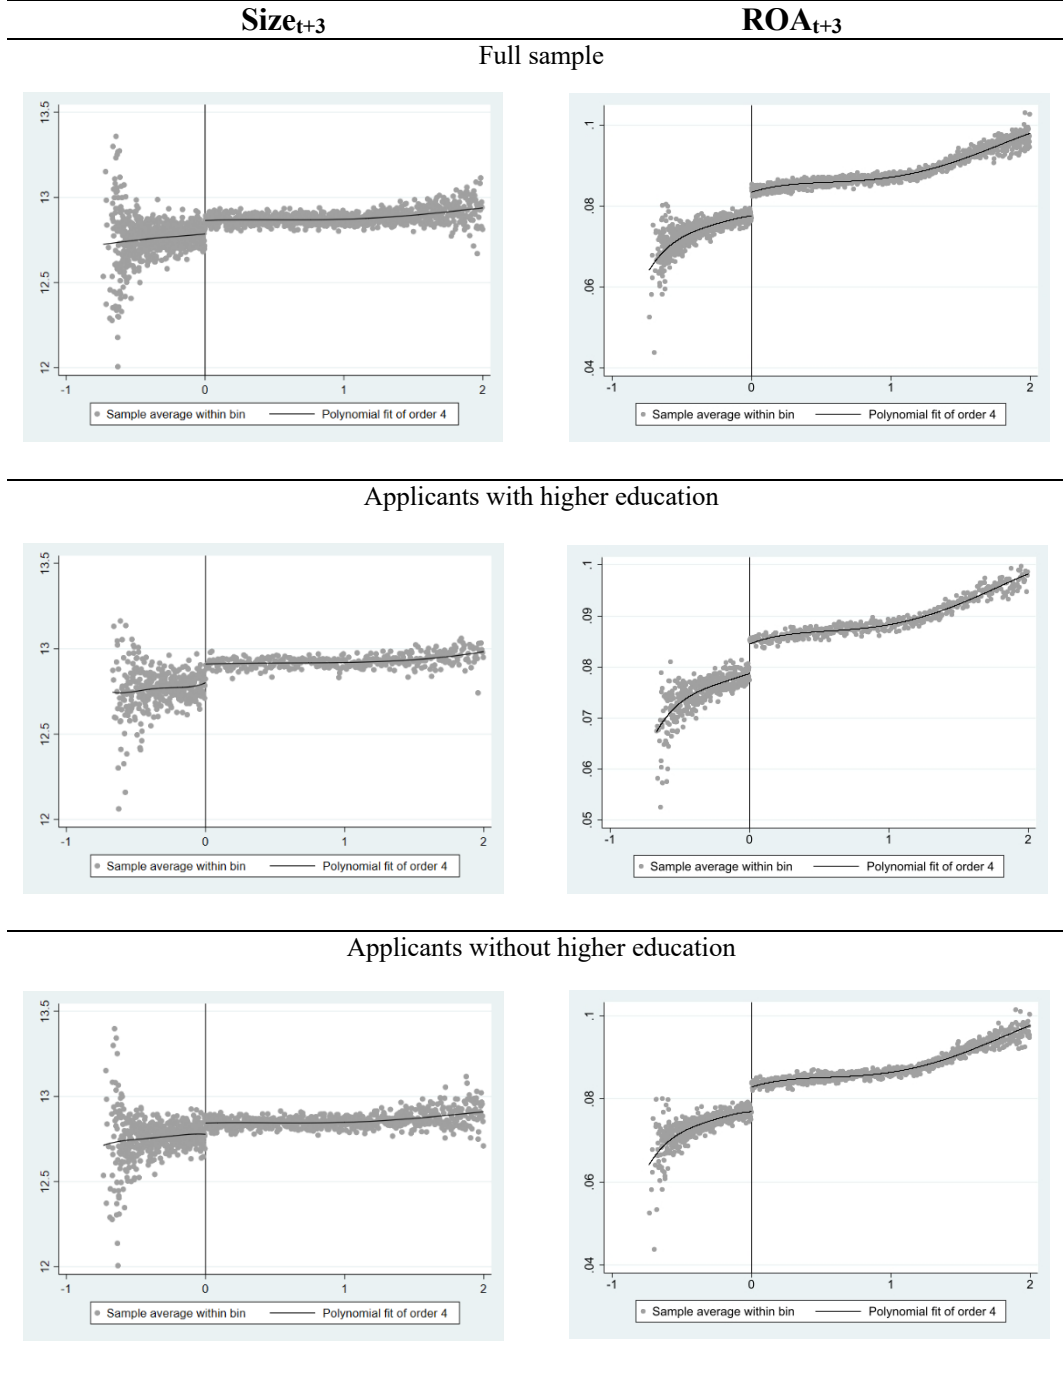 Sizet+3 ROAt+3
Full sample
13.5
13
12.5
12
-1 0 1 2
Sample average within bin Polynomial fit of order 4
.1
.08
.06
.04
-1 0 1 2
Sample average within bin Polynomial fit of order 4
Applicants with higher education
13.5
13
12.5
12
-1 0 1 2
Sample average within bin Polynomial fit of order 4
.1
.09
.08
.07
.06
.05
-1 0 1 2
Sample average within bin Polynomial fit of order 4
Applicants without higher education
13.5
13
12.5
12
-1 0 1 2
Sample average within bin Polynomial fit of order 4
.1
.08
.06
.04
-1 0 1 2
Sample average within bin Polynomial fit of order 4